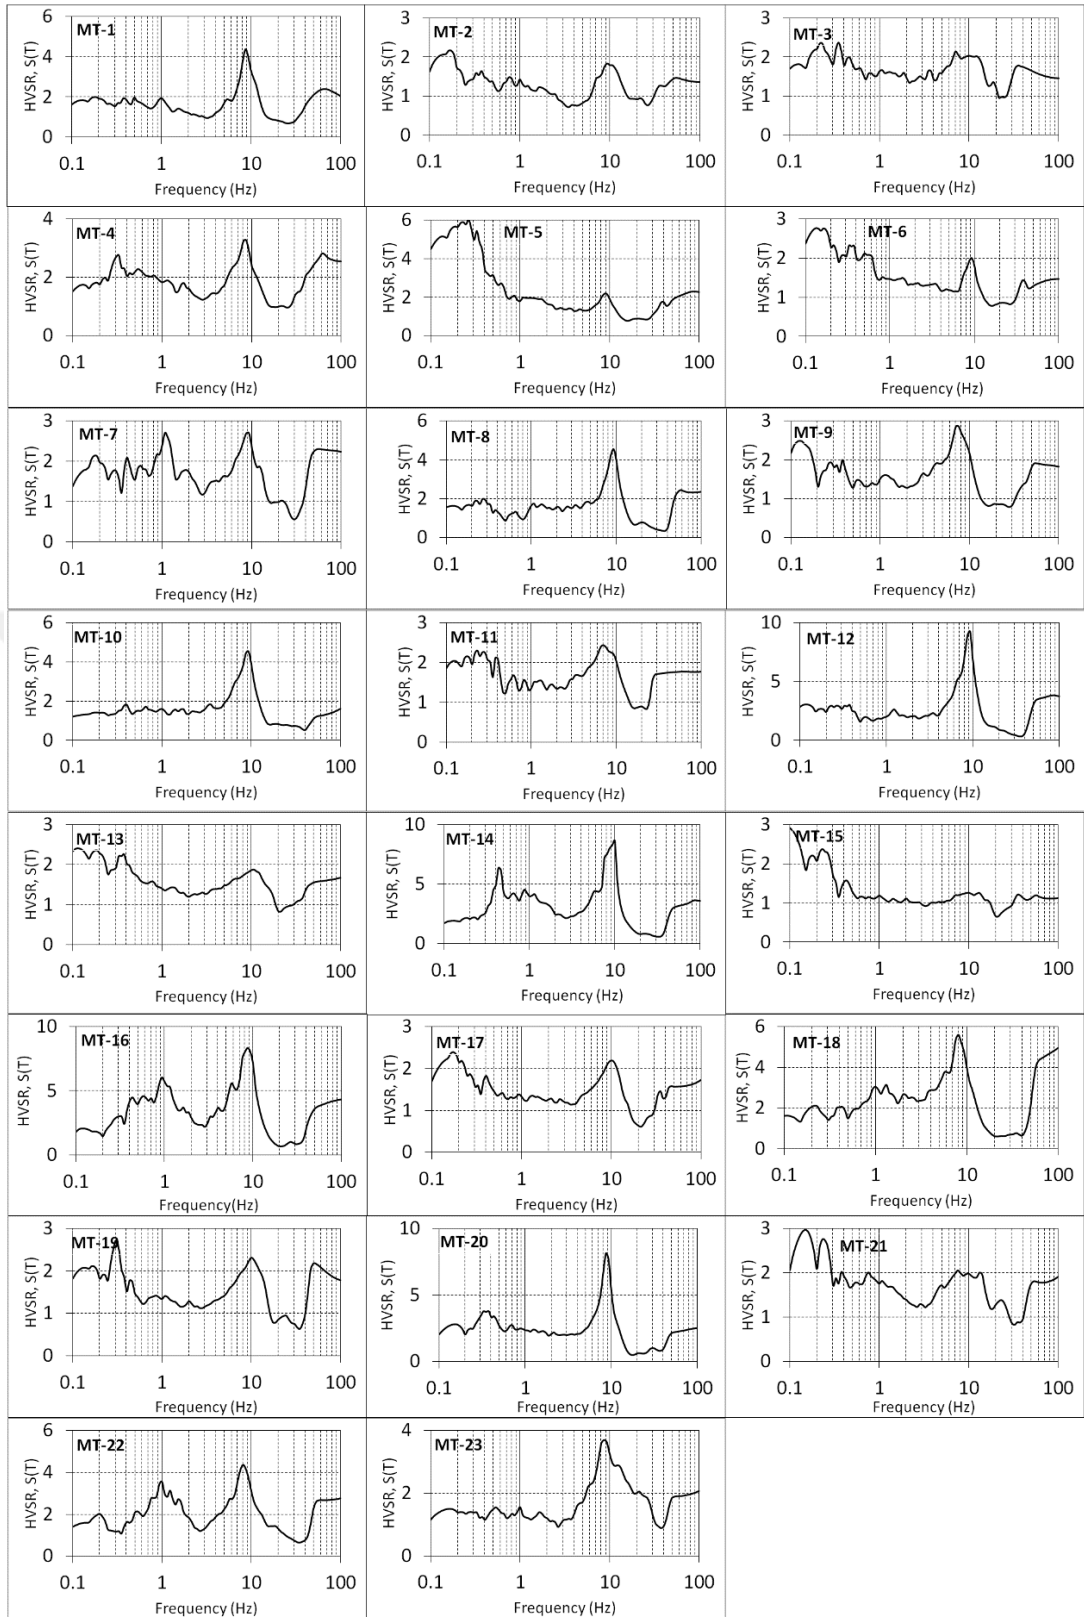 MT-1
HVSR, S(T)
6
4
2
0
0.1 1 10 100
Frequency (Hz)
MT-2
HVSR, S(T)
3
2
1
0
0.1 1 10 100
Frequency (Hz)
MT-3
HVSR, S(T)
3
2
1
0
0.1 1 10 100
Frequency (Hz)
MT-4
HVSR, S(T)
4
2
0
0.1 1 10 100
Frequency (Hz)
MT-5
HVSR, S(T)
6
4
2
0
0.1 1 10 100
Frequency (Hz)
MT-6
HVSR, S(T)
3
2
1
0
0.1 1 10 100
Frequency (Hz)
MT-7
HVSR, S(T)
3
2
1
0
0.1 1 10 100
Frequency (Hz)
MT-8
HVSR, S(T)
6
4
2
0
0.1 1 10 100
Frequency (Hz)
MT-9
HVSR, S(T)
3
2
1
0
0.1 1 10 100
Frequency (Hz)
MT-10
HVSR, S(T)
6
4
2
0
0.1 1 10 100
Frequency (Hz)
MT-11
HVSR, S(T)
3
2
1
0
0.1 1 10 100
Frequency (Hz)
MT-12
HVSR, S(T)
10
5
0
0.1 1 10 100
Frequency (Hz)
MT-13
HVSR, S(T)
3
2
1
0
0.1 1 10 100
Frequency (Hz)
MT-14
HVSR, S(T)
10
5
0
0.1 1 10 100
Frequency (Hz)
MT-15
HVSR, S(T)
3
2
1
0
0.1 1 10 100
Frequency (Hz)
MT-16
HVSR, S(T)
10
5
0
0.1 1 10 100
Frequency(Hz)
MT-17
HVSR, S(T)
3
2
1
0
0.1 1 10 100
Frequency (Hz)
MT-18
HVSR, S(T)
6
4
2
0
0.1 1 10 100
Frequency (Hz)
MT-19
HVSR, S(T)
3
2
1
0
0.1 1 10 100
Frequency (Hz)
MT-20
HVSR, S(T)
10
5
0
0.1 1 10 100
Frequency (Hz)
MT-21
HVSR, S(T)
3
2
1
0
0.1 1 10 100
Frequency (Hz)
MT-22
HVSR, S(T)
6
4
2
0
0.1 1 10 100
Frequency (Hz)
MT-23
HVSR, S(T)
4
2
0
0.1 1 10 100
Frequency (Hz)